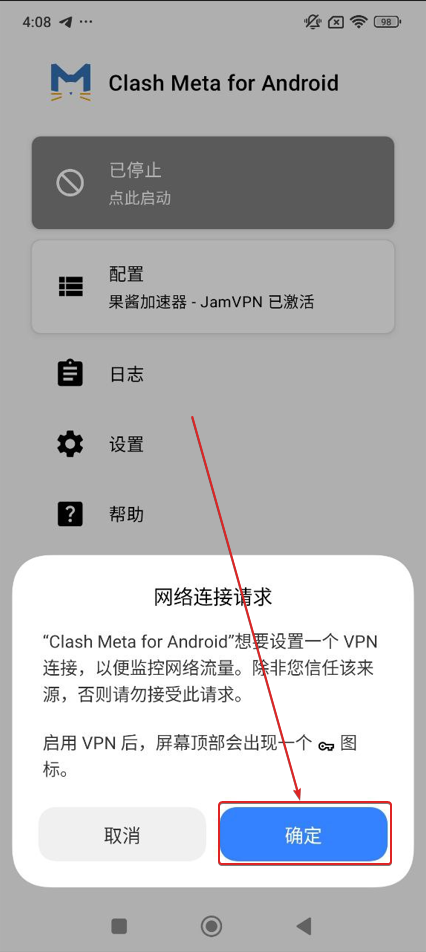 4:08
98
Clash Meta for Android
已停止
点此启动
配置
果酱加速器 - JamVPN 已激活
日志
设置
帮助
网络连接请求
“Clash Meta for Android”想要设置一个 VPN
连接，以便监控网络流量。除非您信任该来
源，否则请勿接受此请求。
启用 VPN 后，屏幕顶部会出现一个 图
标。
取消
确定